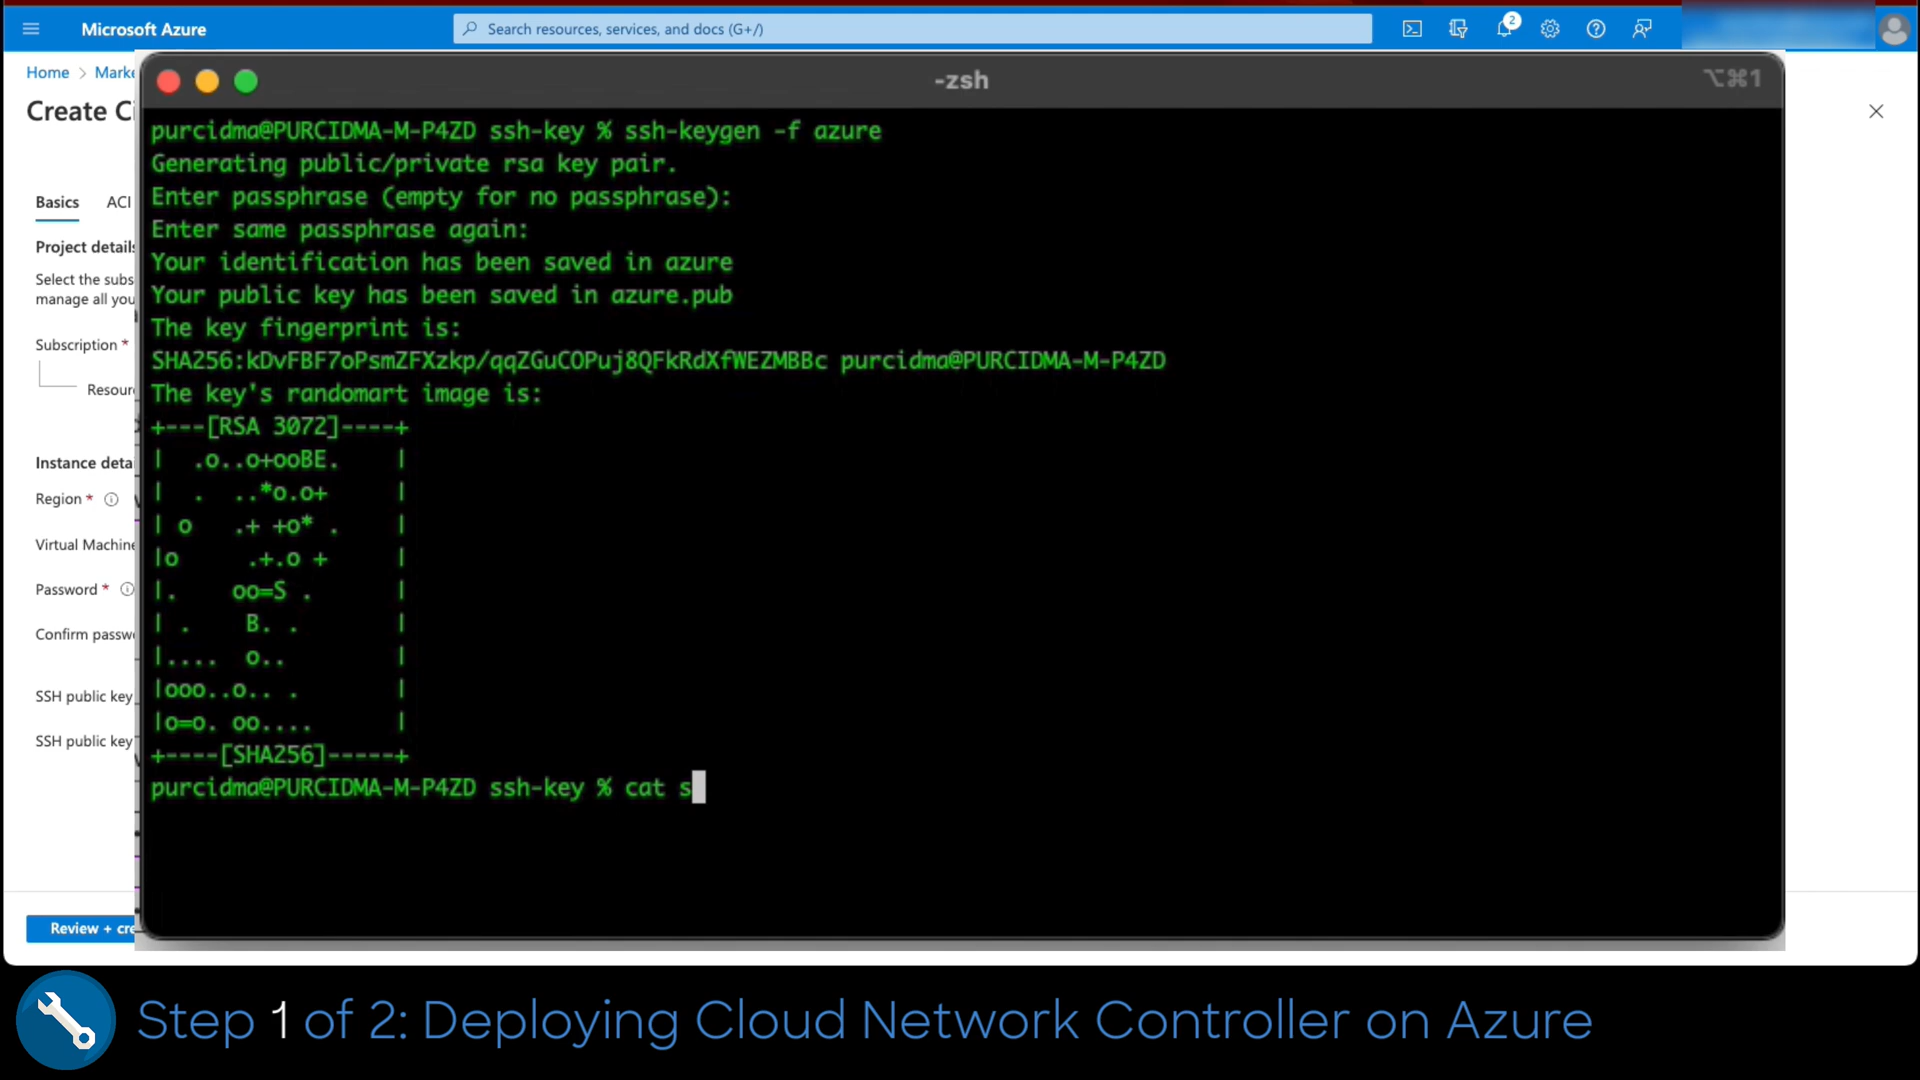 Microsoft Azure
Search resources, services, and docs (G+/)
2
Home > Marke
Create Ci
-zsh
⌥⌘1
Basics ACI
Project details
Select the subs
manage all you
Subscription *
Resour
Instance deta
Region *
Virtual Machine
Password *
Confirm passwo
SSH public key
SSH public key
Review + cre
purcidma@PURCIDMA-M-P4ZD ssh-key % ssh-keygen -f azure
Generating public/private rsa key pair.
Enter passphrase (empty for no passphrase):
Enter same passphrase again:
Your identification has been saved in azure
Your public key has been saved in azure.pub
The key fingerprint is:
SHA256:kDvFBF7oPsmZFXzkp/qqZGuCOPuj8QFkRdXfWEZMBBc purcidma@PURCIDMA-M-P4ZD
The key's randomart image is:
+---[RSA 3072]----+
|  .o..o+ooBE.    |
|  .  ..*o.o+     |
| o   .+ +o* .    |
|o     .+.o +     |
|.    oo=S .      |
| .    B. .       |
|....  o..        |
|ooo..o.. .       |
|o=o. oo....      |
+----[SHA256]-----+
purcidma@PURCIDMA-M-P4ZD ssh-key % cat s
Step 1 of 2: Deploying Cloud Network Controller on Azure